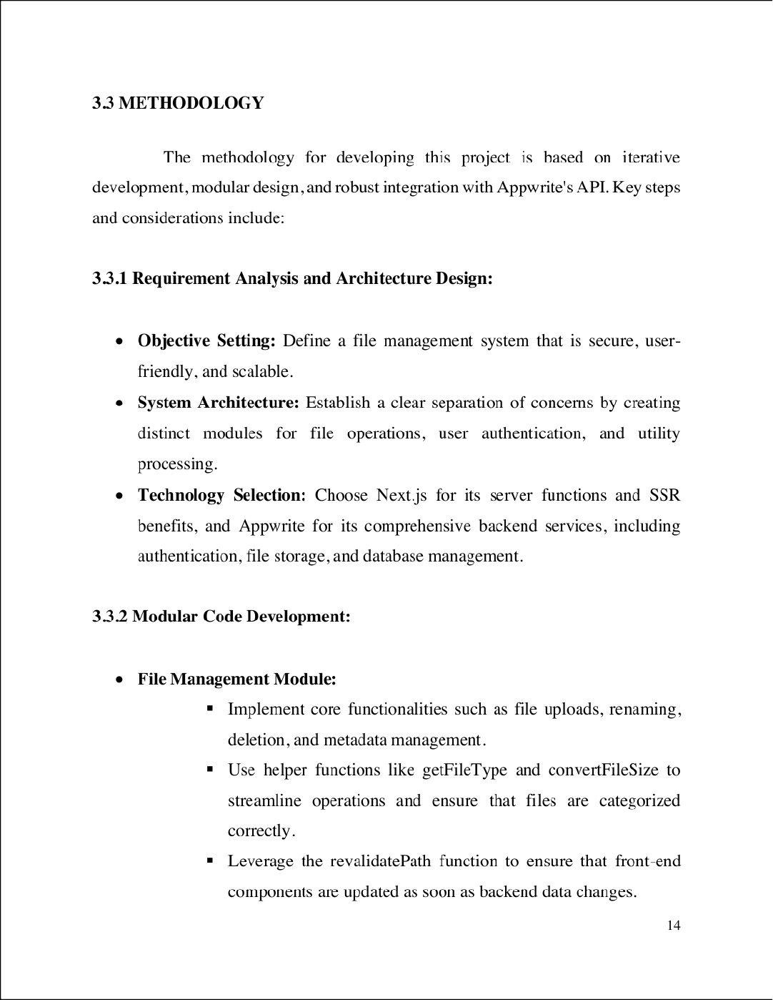 3.3 METHODOLOGY
The methodology for developing this project is based on iterative
development, modular design, and robust integration with Appwrite's API. Key steps
and considerations include:
3.3.1 Requirement Analysis and Architecture Design:
• Objective Setting: Define a file management system that is secure, user-
friendly, and scalable.
• System Architecture: Establish a clear separation of concerns by creating
distinct modules for file operations, user authentication, and utility
processing.
• Technology Selection: Choose Next.js for its server functions and SSR
benefits, and Appwrite for its comprehensive backend services, including
authentication, file storage, and database management.
3.3.2 Modular Code Development:
• File Management Module:
▪ Implement core functionalities such as file uploads, renaming,
deletion, and metadata management.
▪ Use helper functions like getFileType and convertFileSize to
streamline operations and ensure that files are categorized
correctly.
▪ Leverage the revalidatePath function to ensure that front-end
components are updated as soon as backend data changes.
14